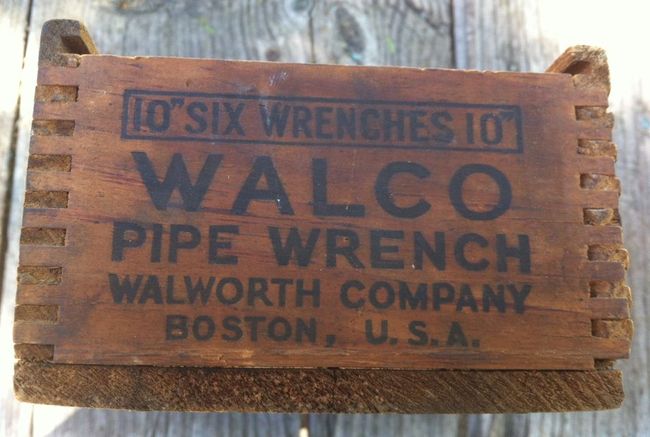 10" SIX WRENCHES 10"
WALCO
PIPE WRENCH
WALWORTH COMPANY
BOSTON, U.S.A.